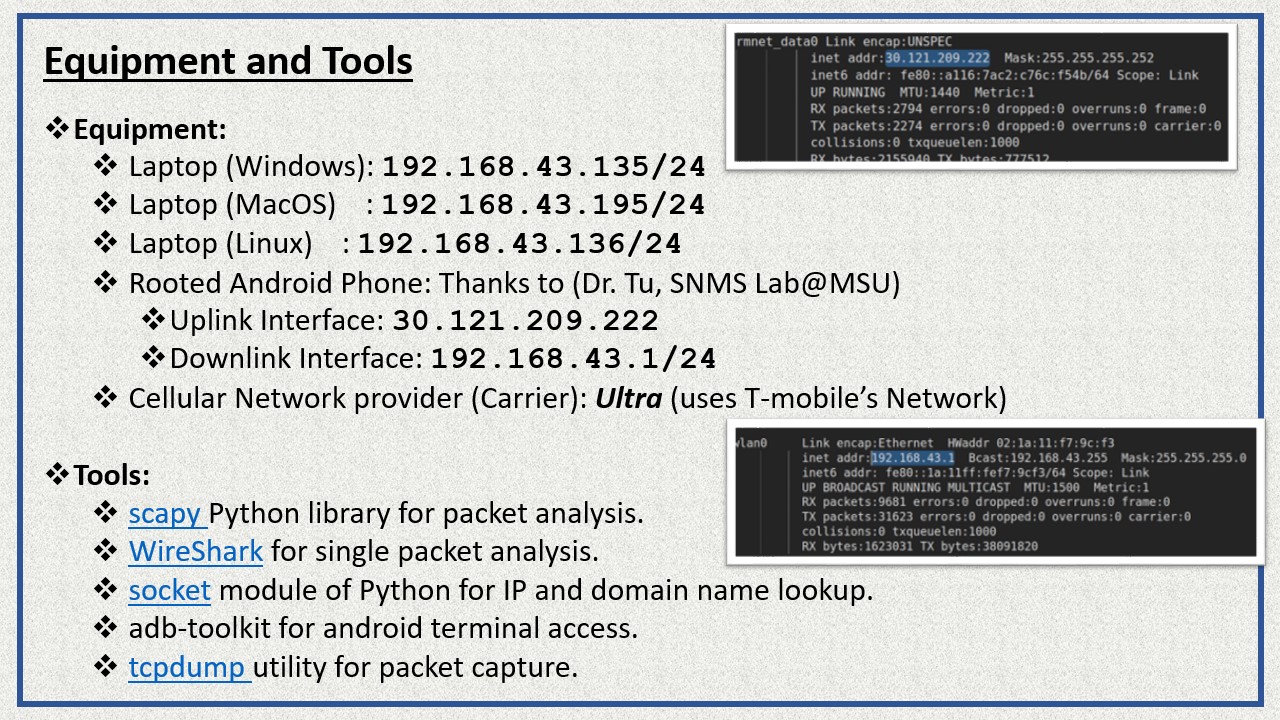 Equipment and Tools
❖Equipment:
❖ Laptop (Windows): 192.168.43.135/24
❖ Laptop (MacOS) : 192.168.43.195/24
❖ Laptop (Linux) : 192.168.43.136/24
❖ Rooted Android Phone: Thanks to (Dr. Tu, SNMS Lab@MSU)
❖Uplink Interface: 30.121.209.222
❖Downlink Interface: 192.168.43.1/24
❖ Cellular Network provider (Carrier): Ultra (uses T-mobile’s Network)
❖Tools:
❖ scapy Python library for packet analysis.
❖ WireShark for single packet analysis.
❖ socket module of Python for IP and domain name lookup.
❖ adb-toolkit for android terminal access.
❖ tcpdump utility for packet capture.
rmnet_data0 Link encap:UNSPEC
inet addr:30.121.209.222 Mask:255.255.255.252
inet6 addr: fe80::a116:7ac2:c76c:f54b/64 Scope: Link
UP RUNNING MTU:1440 Metric:1
RX packets:2794 errors:0 dropped:0 overruns:0 frame:0
TX packets:2274 errors:0 dropped:0 overruns:0 carrier:0
collisions:0 txqueuelen:1000
RX bytes:2155940 TX bytes:777512
wlan0 Link encap:Ethernet HWaddr 02:1a:11:f7:9c:f3
inet addr:192.168.43.1 Bcast:192.168.43.255 Mask:255.255.255.0
inet6 addr: fe80::1a:11ff:fef7:9cf3/64 Scope: Link
UP BROADCAST RUNNING MULTICAST MTU:1500 Metric:1
RX packets:9681 errors:0 dropped:0 overruns:0 frame:0
TX packets:31623 errors:0 dropped:0 overruns:0 carrier:0
collisions:0 txqueuelen:1000
RX bytes:1623031 TX bytes:38091820